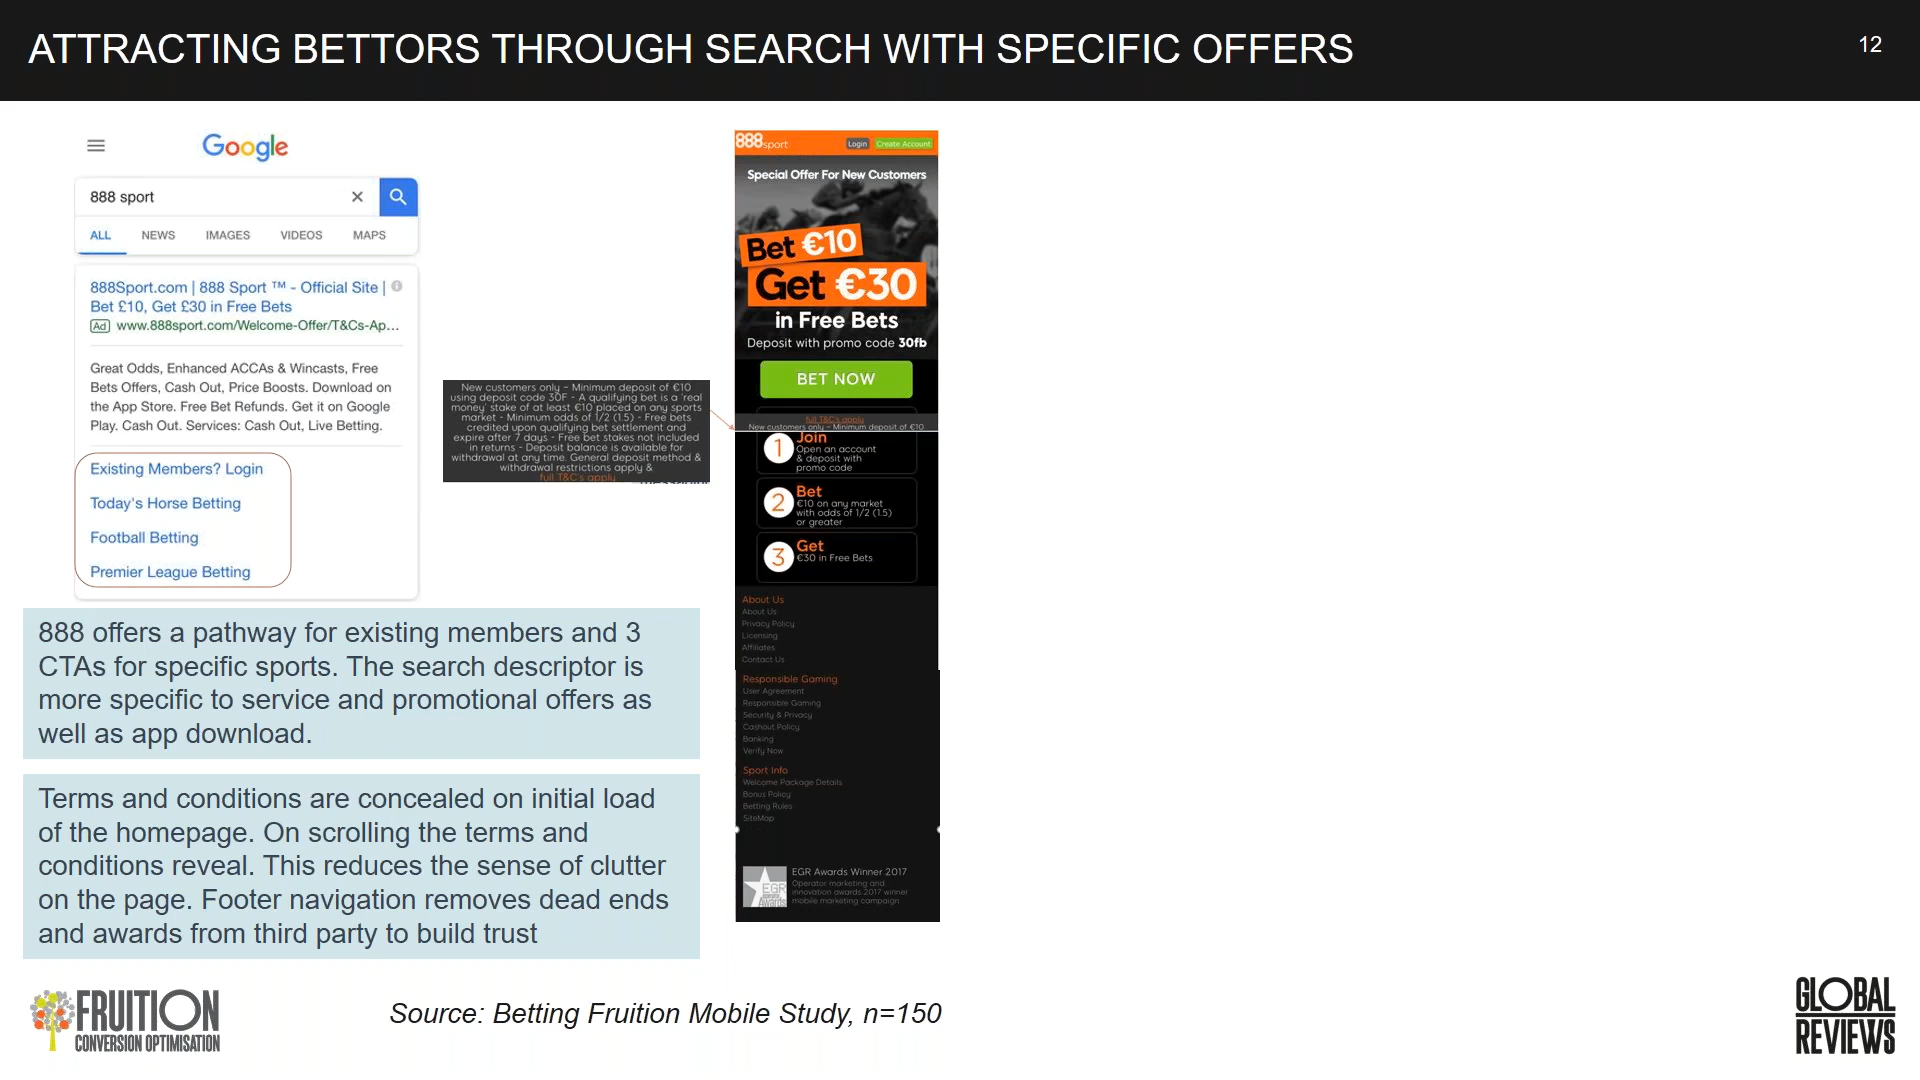 ATTRACTING BETTORS THROUGH SEARCH WITH SPECIFIC OFFERS
12
Google
888 sport
ALL NEWS IMAGES VIDEOS MAPS
888Sport.com | 888 Sport ™ - Official Site |
Bet £10, Get £30 in Free Bets
Ad www.888sport.com/Welcome-Offer/T&Cs-Ap...
Great Odds, Enhanced ACCAs & Wincasts, Free
Bets Offers, Cash Out, Price Boosts. Download on
the App Store. Free Bet Refunds. Get it on Google
Play. Cash Out. Services: Cash Out, Live Betting.
Existing Members? Login
Today's Horse Betting
Football Betting
Premier League Betting
New customers only – Minimum deposit of €10
using deposit code 30F - A qualifying bet is a 'real
money' stake of at least €10 placed on any sports
market - Minimum odds of 1/2 (1.5) - Free bets
credited upon qualifying bet settlement and
expire after 7 days - Free bet stakes not included
in returns - Deposit balance is available for
withdrawal at any time. General deposit method &
withdrawal restrictions apply &
full T&C's apply
888sport
Login Create Account
Special Offer For New Customers
Bet €10
Get €30
in Free Bets
Deposit with promo code 30fb
BET NOW
full T&C's apply
New customers only – Minimum deposit of €10
1 Join
Open an account
& deposit with
promo code
2 Bet
€10 on any market
with odds of 1/2 (1.5)
or greater
3 Get
€30 in Free Bets
About Us
About Us
Privacy Policy
Licensing
Affiliates
Contact Us
Responsible Gaming
User Agreement
Responsible Gaming
Security & Privacy
Cashout Policy
Banking
Verify Now
Sport Info
Welcome Package Details
Bonus Policy
Betting Rules
SiteMap
EGR
Awards
EGR Awards Winner 2017
Operator marketing and
innovation awards 2017 winner
mobile marketing campaign
888 offers a pathway for existing members and 3
CTAs for specific sports. The search descriptor is
more specific to service and promotional offers as
well as app download.
Terms and conditions are concealed on initial load
of the homepage. On scrolling the terms and
conditions reveal. This reduces the sense of clutter
on the page. Footer navigation removes dead ends
and awards from third party to build trust
FRUITION
CONVERSION OPTIMISATION
Source: Betting Fruition Mobile Study, n=150
GLOBAL
REVIEWS